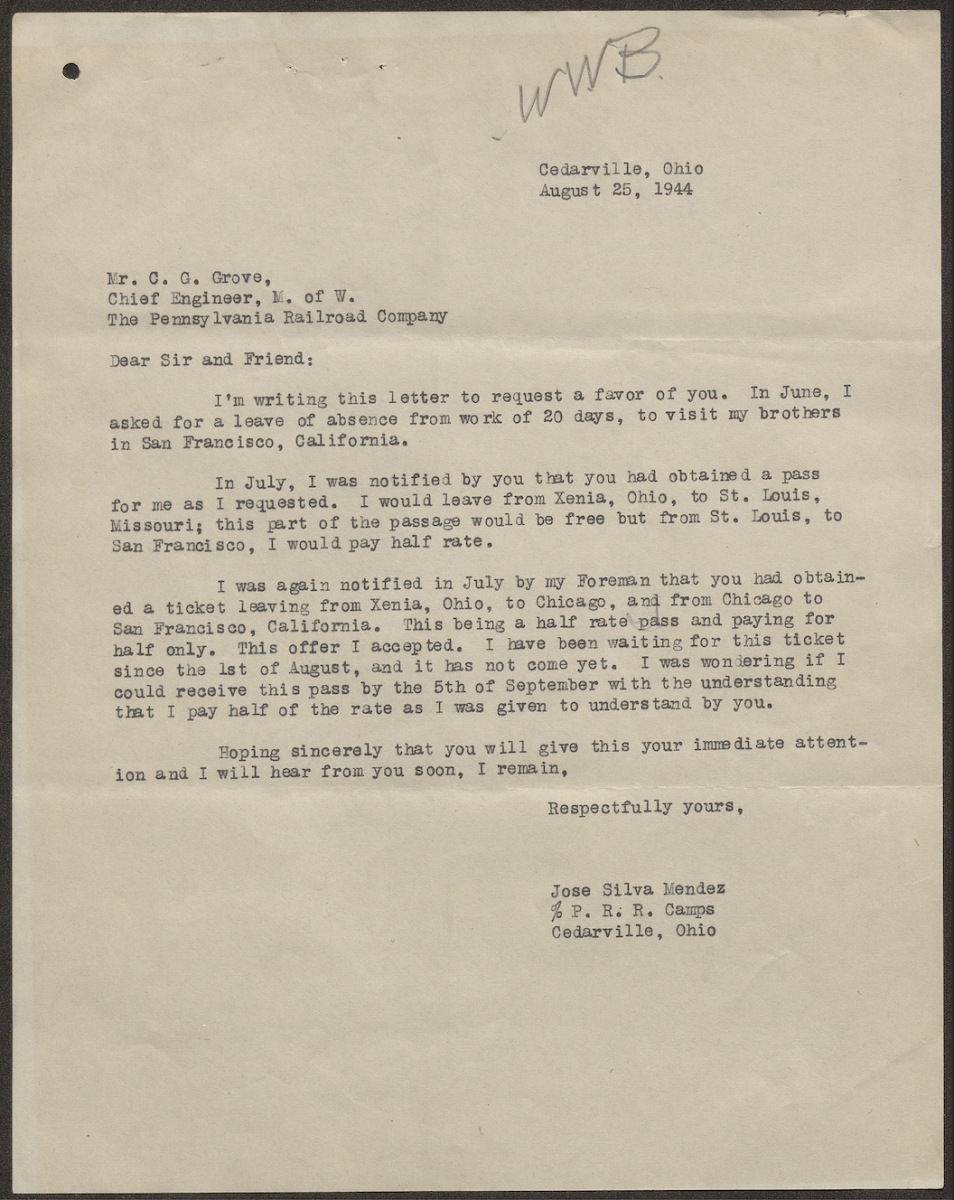 WWB.
Cedarville, Ohio
August 25, 1944
Mr. C. G. Grove,
Chief Engineer, M. of W.
The Pennsylvania Railroad Company
Dear Sir and Friend:
I'm writing this letter to request a favor of you. In June, I
asked for a leave of absence from work of 20 days, to visit my brothers
in San Francisco, California.
In July, I was notified by you that you had obtained a pass
for me as I requested. I would leave from Xenia, Ohio, to St. Louis,
Missouri; this part of the passage would be free but from St. Louis, to
San Francisco, I would pay half rate.
I was again notified in July by my Foreman that you had obtain-
ed a ticket leaving from Xenia, Ohio, to Chicago, and from Chicago to
San Francisco, California. This being a half rate pass and paying for
half only. This offer I accepted. I have been waiting for this ticket
since the 1st of August, and it has not come yet. I was wondering if I
could receive this pass by the 5th of September with the understanding
that I pay half of the rate as I was given to understand by you.
Hoping sincerely that you will give this your immediate attent-
ion and I will hear from you soon, I remain,
Respectfully yours,
Jose Silva Mendez
% P. R. R. Camps
Cedarville, Ohio